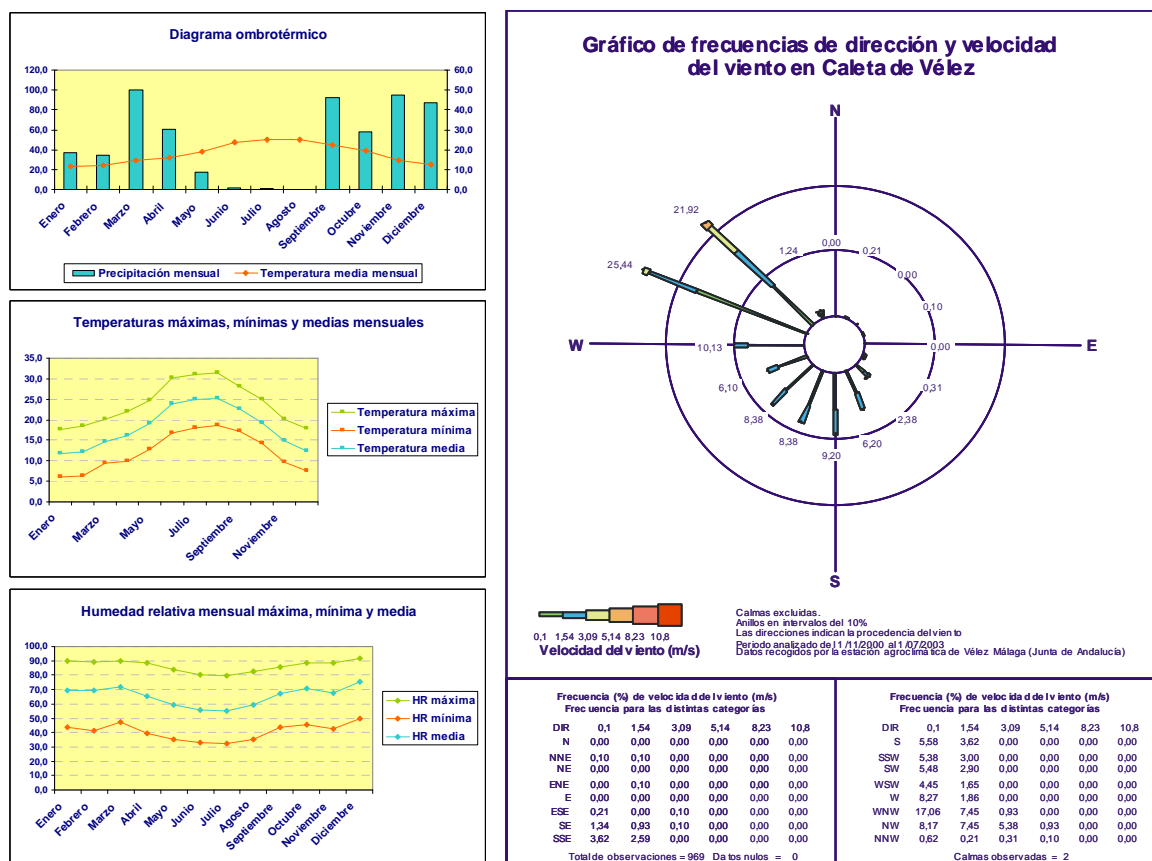 Diagrama ombrotérmico
120,0 60,0
100,0 50,0
80,0 40,0
60,0 30,0
40,0 20,0
20,0 10,0
0,0 0,0
Enero Febrero Marzo Abril Mayo Junio Julio Agosto Septiembre Octubre Noviembre Diciembre
Precipitación mensual Temperatura media mensual
Temperaturas máximas, mínimas y medias mensuales
35,0
30,0
25,0
20,0
15,0
10,0
5,0
0,0
Enero Marzo Mayo Julio Septiembre Noviembre
Temperatura máxima
Temperatura mínima
Temperatura media
Humedad relativa mensual máxima, mínima y media
100,0
90,0
80,0
70,0
60,0
50,0
40,0
30,0
20,0
10,0
0,0
Enero Febrero Marzo Abril Mayo Junio Julio Agosto Septiembre Octubre Noviembre Diciembre
HR máxima
HR mínima
HR media
Gráfico de frecuencias de dirección y velocidad
del viento en Caleta de Vélez
N
21,92
1,24 0,00 0,21
25,44
0,00
0,10
W 10,13 0,00 E
6,10 0,31
8,38 2,38
8,38 6,20
9,20
S
0,1 1,54 3,09 5,14 8,23 10,8
Velocidad del viento (m/s)
Calmas excluidas.
Anillos en intervalos del 10%
Las direcciones indican la procedencia del viento
Periodo analizado del 1/11/2000 al 1/07/2003
Datos recogidos por la estación agroclimática de Vélez Málaga (Junta de Andalucía)
Frecuencia (%) de velocidad del viento (m/s)
Frecuencia para las distintas categorías
DIR 0,1 1,54 3,09 5,14 8,23 10,8
N 0,00 0,00 0,00 0,00 0,00 0,00
NNE 0,10 0,10 0,00 0,00 0,00 0,00
NE 0,00 0,00 0,00 0,00 0,00 0,00
ENE 0,00 0,10 0,00 0,00 0,00 0,00
E 0,00 0,00 0,00 0,00 0,00 0,00
ESE 0,21 0,00 0,10 0,00 0,00 0,00
SE 1,34 0,93 0,10 0,00 0,00 0,00
SSE 3,62 2,59 0,00 0,00 0,00 0,00
Total de observaciones = 969 Datos nulos = 0
Frecuencia (%) de velocidad del viento (m/s)
Frecuencia para las distintas categorías
DIR 0,1 1,54 3,09 5,14 8,23 10,8
S 5,58 3,62 0,00 0,00 0,00 0,00
SSW 5,38 3,00 0,00 0,00 0,00 0,00
SW 5,48 2,90 0,00 0,00 0,00 0,00
WSW 4,45 1,65 0,00 0,00 0,00 0,00
W 8,27 1,86 0,00 0,00 0,00 0,00
WNW 17,06 7,45 0,93 0,00 0,00 0,00
NW 8,17 7,45 5,38 0,93 0,00 0,00
NNW 0,62 0,21 0,31 0,10 0,00 0,00
Calmas observadas = 2